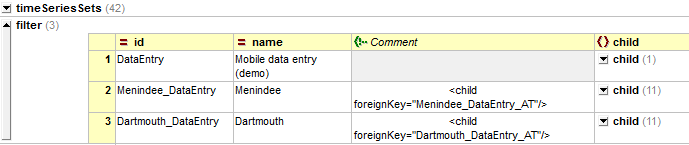 timeSeriesSets (42)
filter (3)
id name Comment child
1 DataEntry Mobile data entry child (1)
(demo)
2 Menindee_DataEntry Menindee <child child (11)
foreignKey="Menindee_DataEntry_AT"/>
3 Dartmouth_DataEntry Dartmouth <child child (11)
foreignKey="Dartmouth_DataEntry_AT"/>